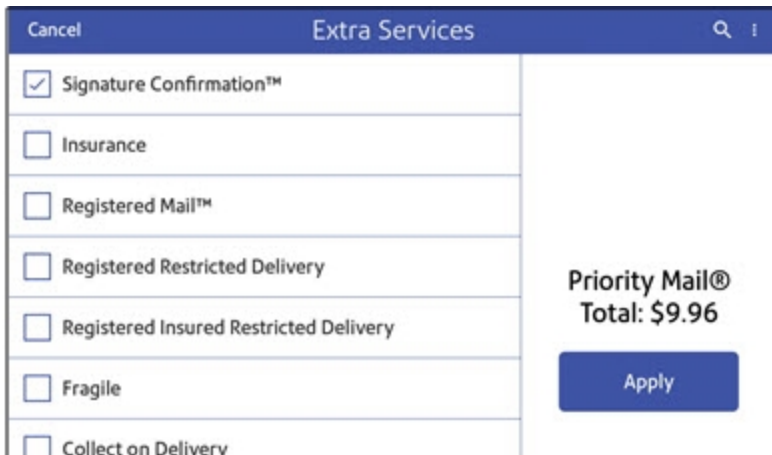 Cancel
Extra Services
Signature Confirmation™
Insurance
Registered Mail™
Registered Restricted Delivery
Registered Insured Restricted Delivery
Fragile
Collect on Delivery
Priority Mail®
Total: $9.96
Apply